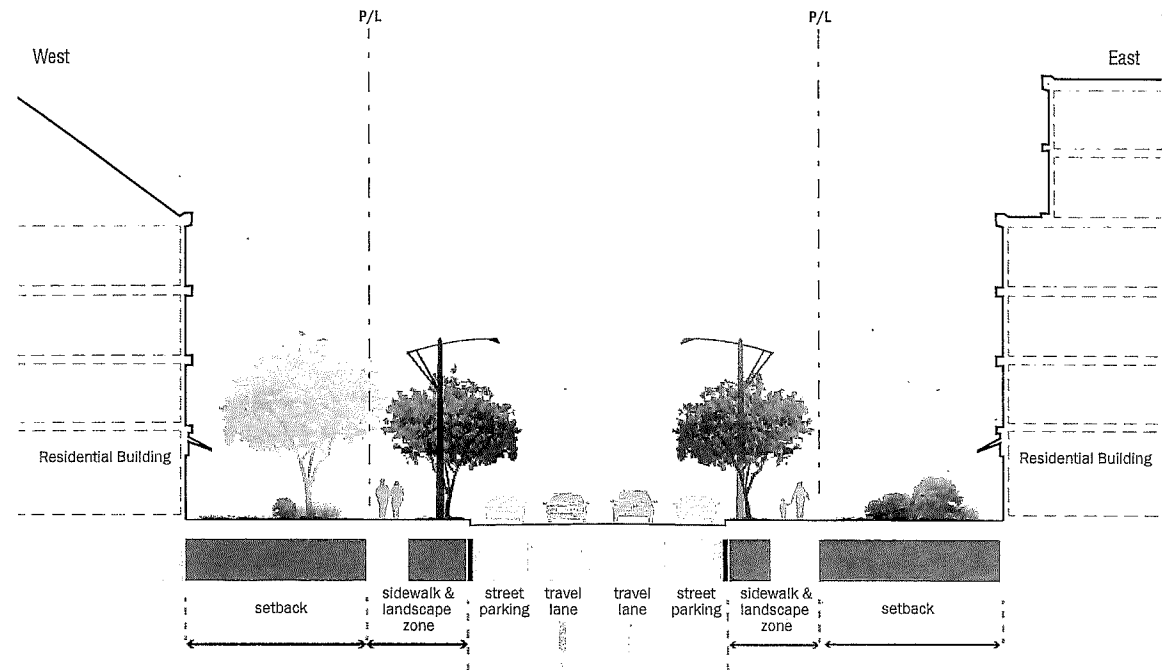 P/L
P/L
West
East
Residential Building
Residential Building
setback
sidewalk &
landscape
zone
street
parking
travel
lane
travel
lane
street
parking
sidewalk &
landscape
zone
setback